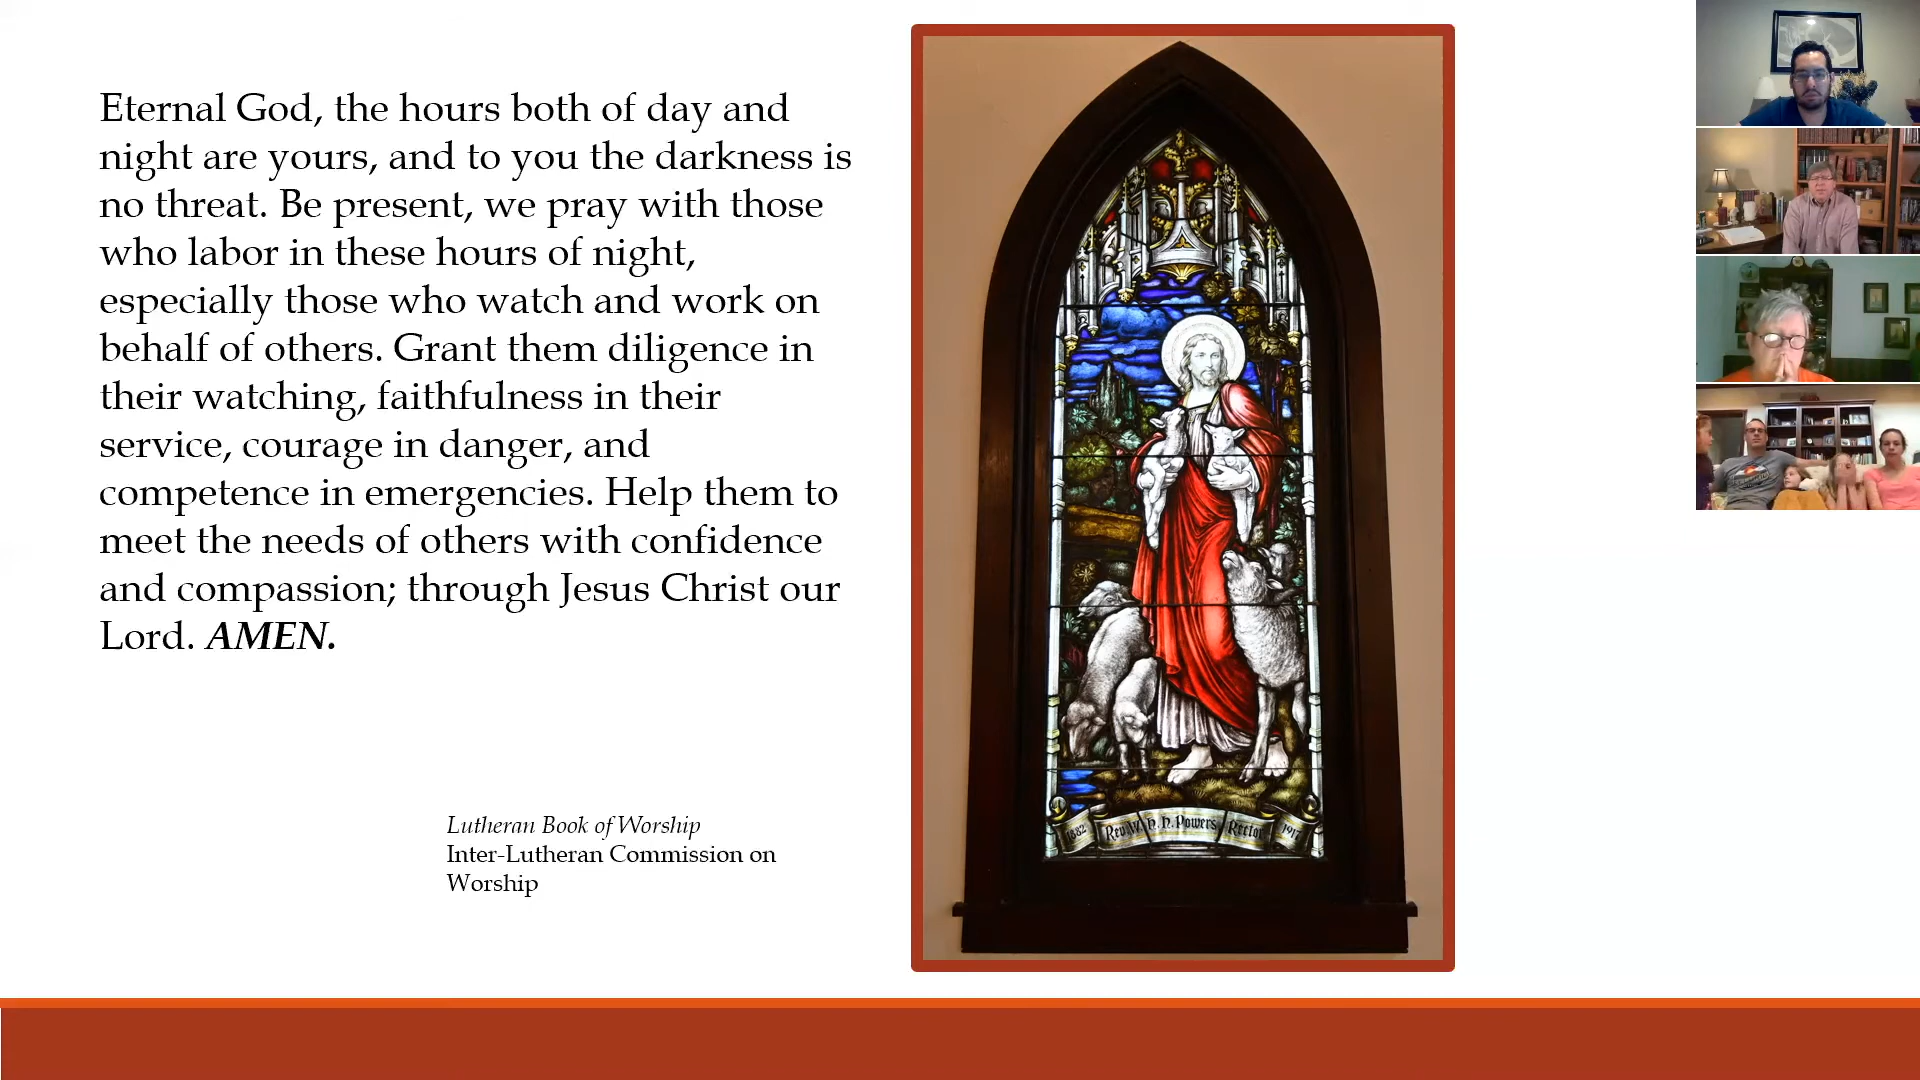 Eternal God, the hours both of day and
night are yours, and to you the darkness is
no threat. Be present, we pray with those
who labor in these hours of night,
especially those who watch and work on
behalf of others. Grant them diligence in
their watching, faithfulness in their
service, courage in danger, and
competence in emergencies. Help them to
meet the needs of others with confidence
and compassion; through Jesus Christ our
Lord. AMEN.
Lutheran Book of Worship
Inter-Lutheran Commission on
Worship
1882 Rev. W. H. H. Powers Rector 1917